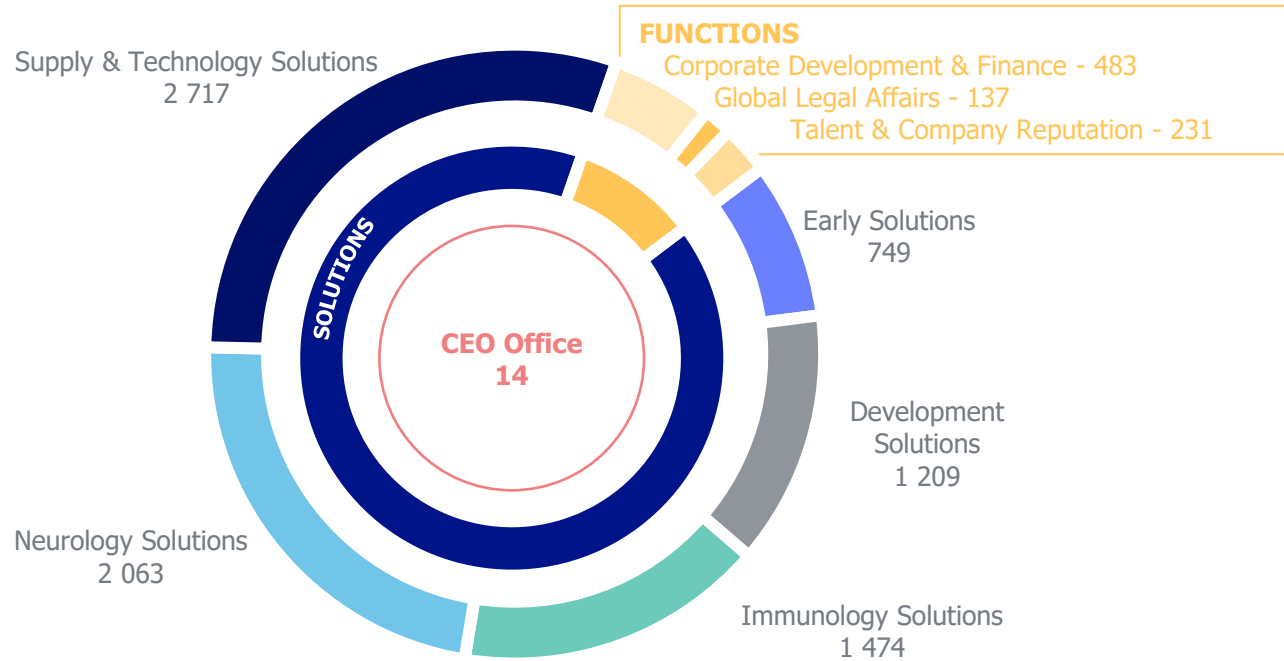 FUNCTIONS
Corporate Development & Finance - 483
Global Legal Affairs - 137
Talent & Company Reputation - 231
Supply & Technology Solutions
2 717
Early Solutions
749
SOLUTIONS
CEO Office
14
Development
Solutions
1 209
Neurology Solutions
2 063
Immunology Solutions
1 474